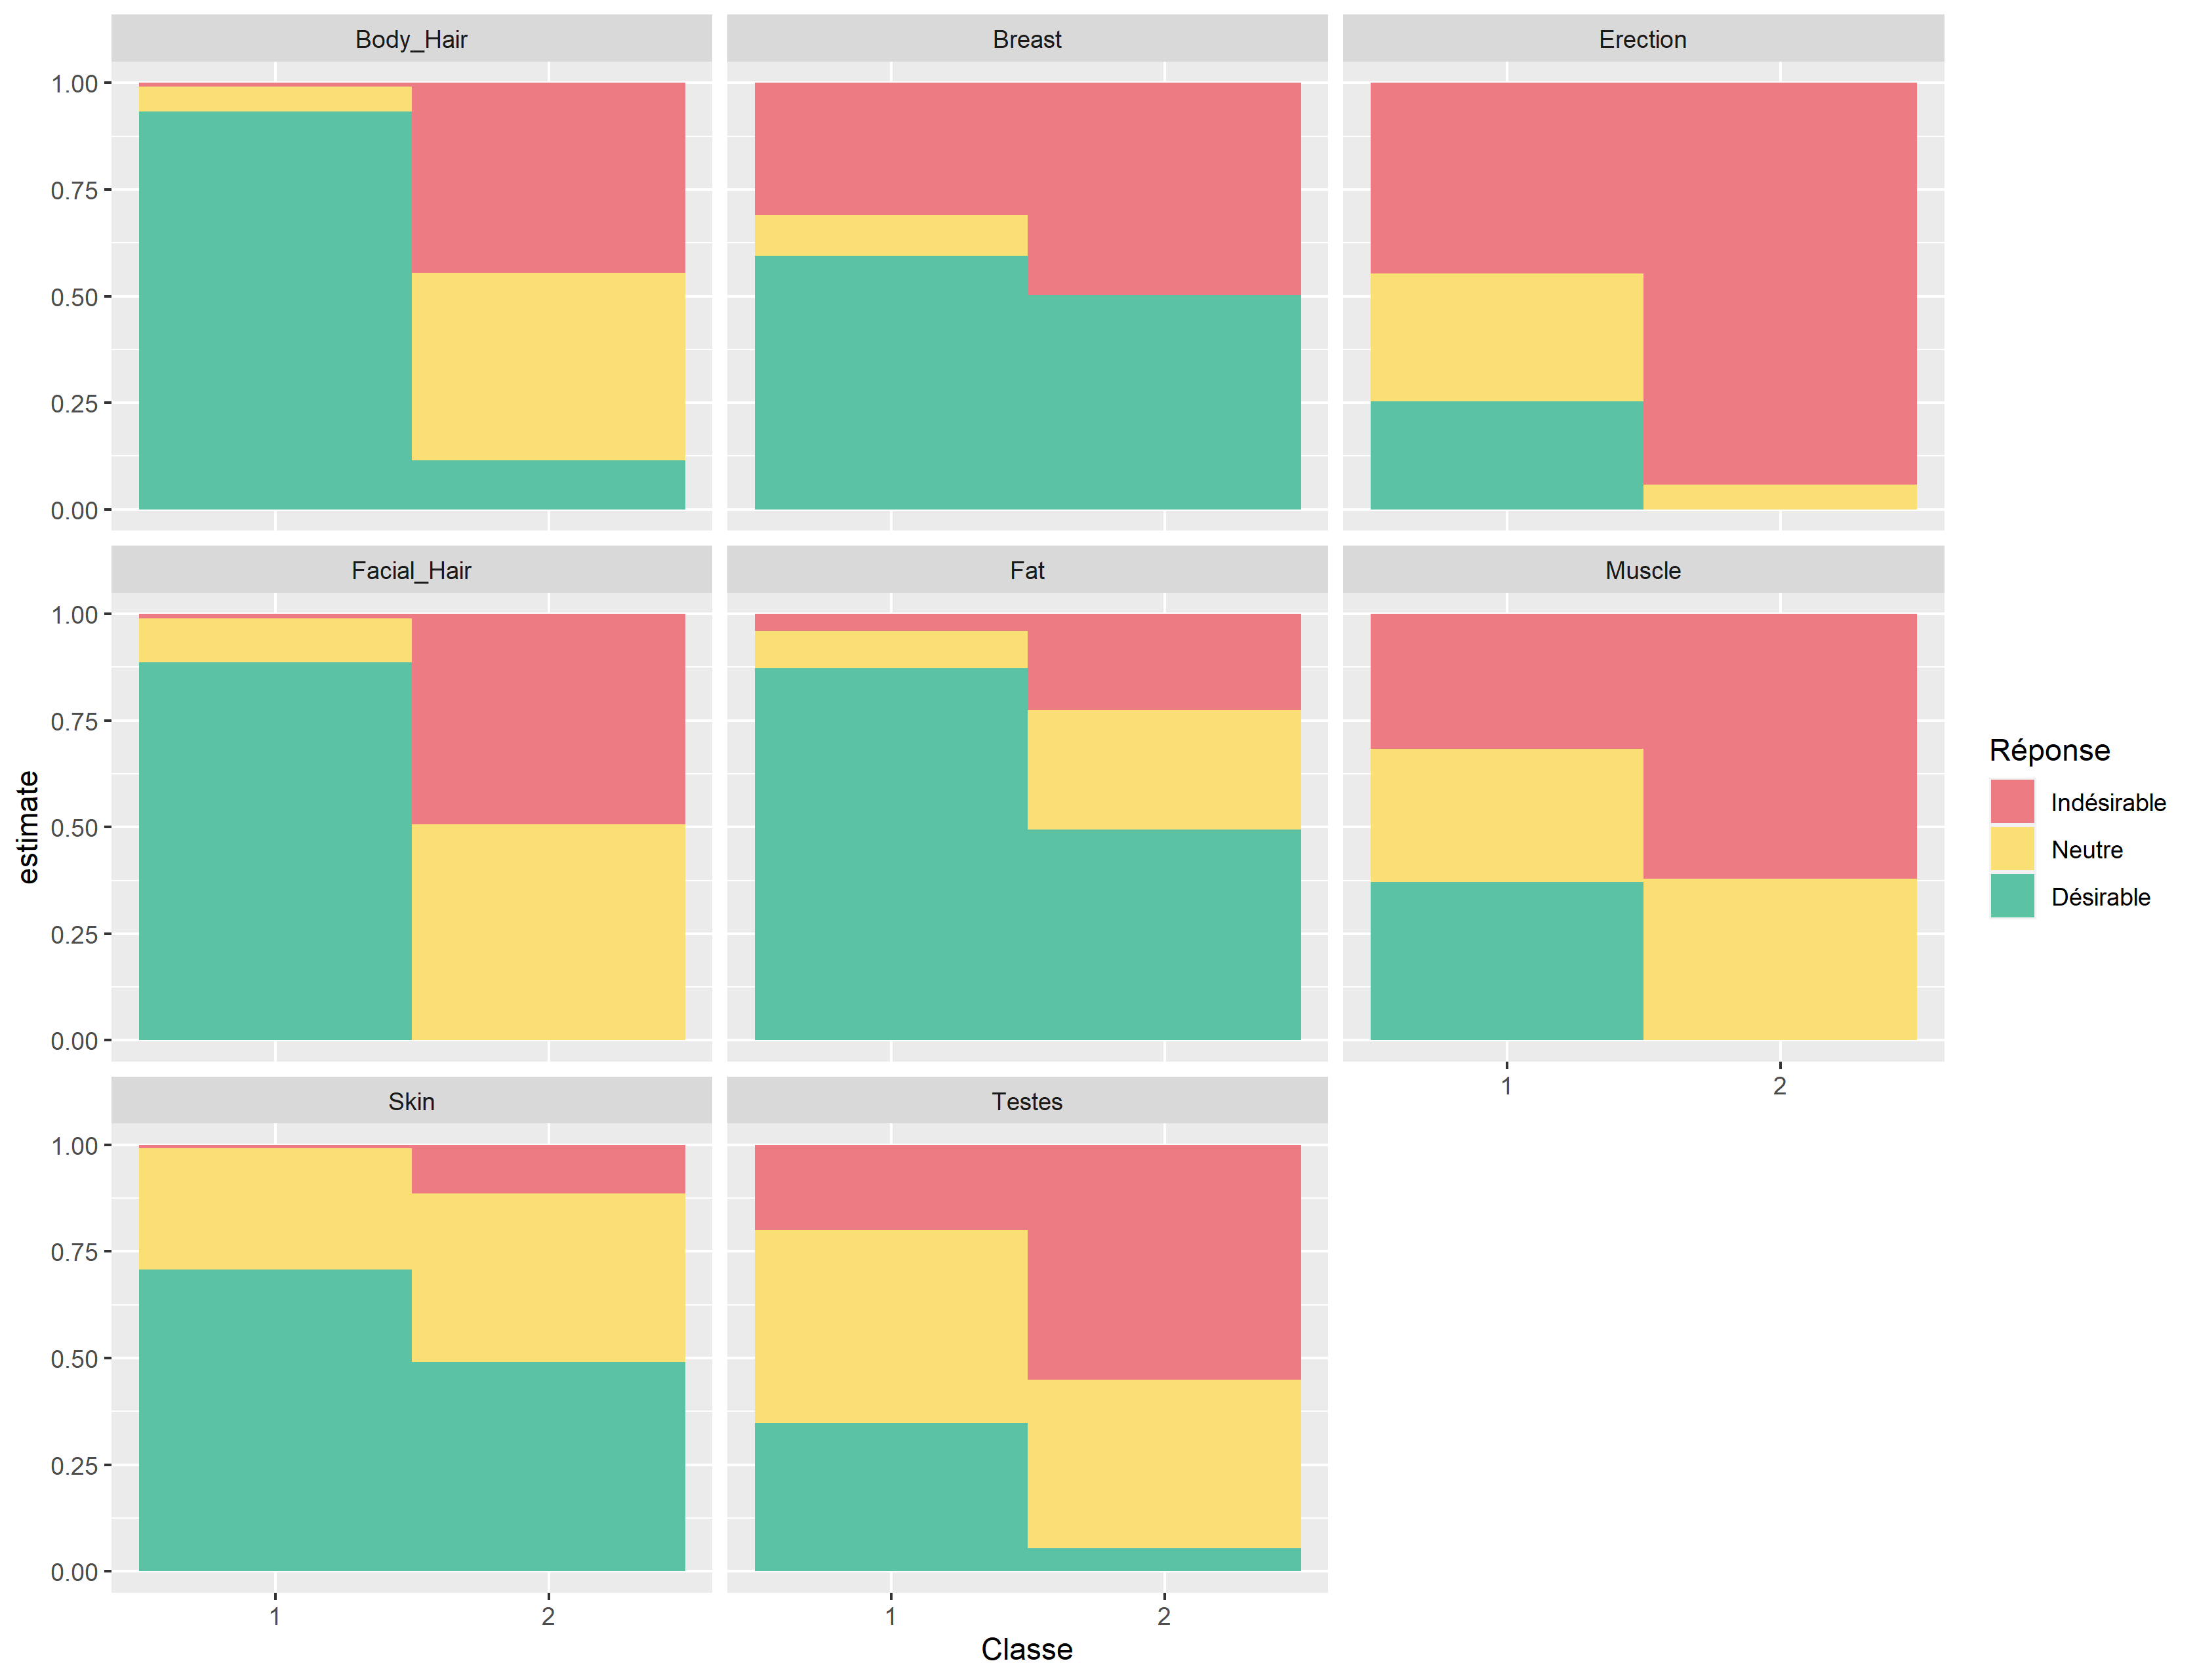 Body_Hair Breast Erection
1.00
0.75
0.50
0.25
0.00
Facial_Hair Fat Muscle
1.00
0.75
0.50
0.25
0.00
1 2
Skin Testes
1.00
0.75
0.50
0.25
0.00
1 2 1 2
Classe
estimate
Réponse
Indésirable
Neutre
Désirable